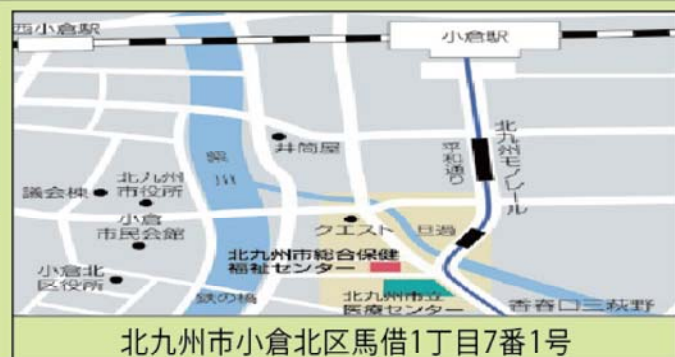 西小倉駅
小倉駅
井筒屋
紫
川
平和通り
北九州モノレール
議会棟
北九州
市役所
小倉
市民会館
小倉北
区役所
クエスト
旦過
北九州市総合保健
福祉センター
北九州市立
医療センター
鉄の橋
香春口三萩野
北九州市小倉北区馬借1丁目7番1号